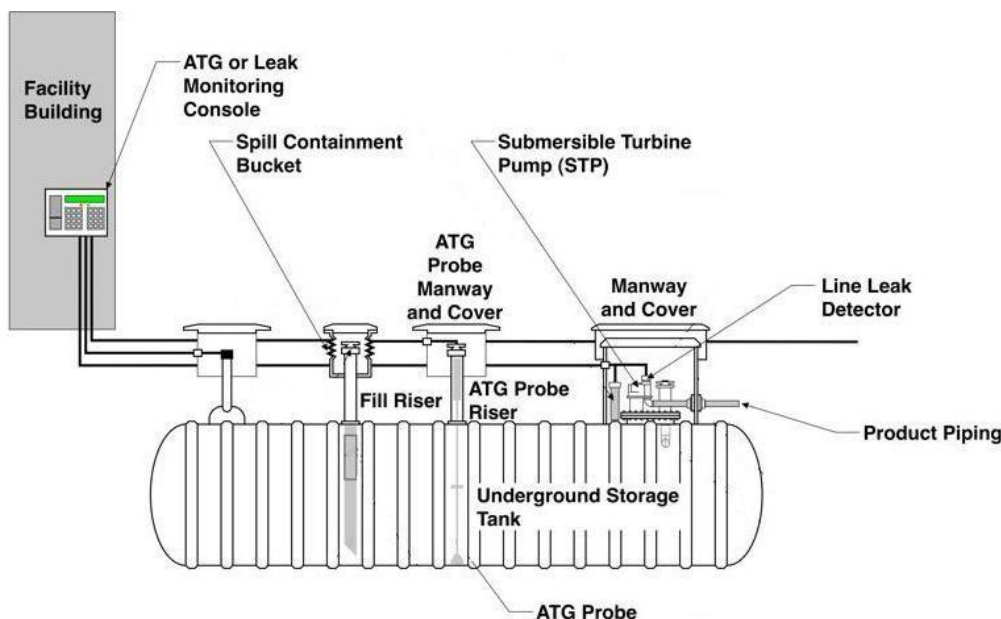 Facility
Building
ATG or Leak
Monitoring
Console
Spill Containment
Bucket
Submersible Turbine
Pump (STP)
ATG
Probe
Manway
and Cover
Manway
and Cover
Line Leak
Detector
Fill Riser
ATG Probe
Riser
Product Piping
Underground Storage
Tank
ATG Probe